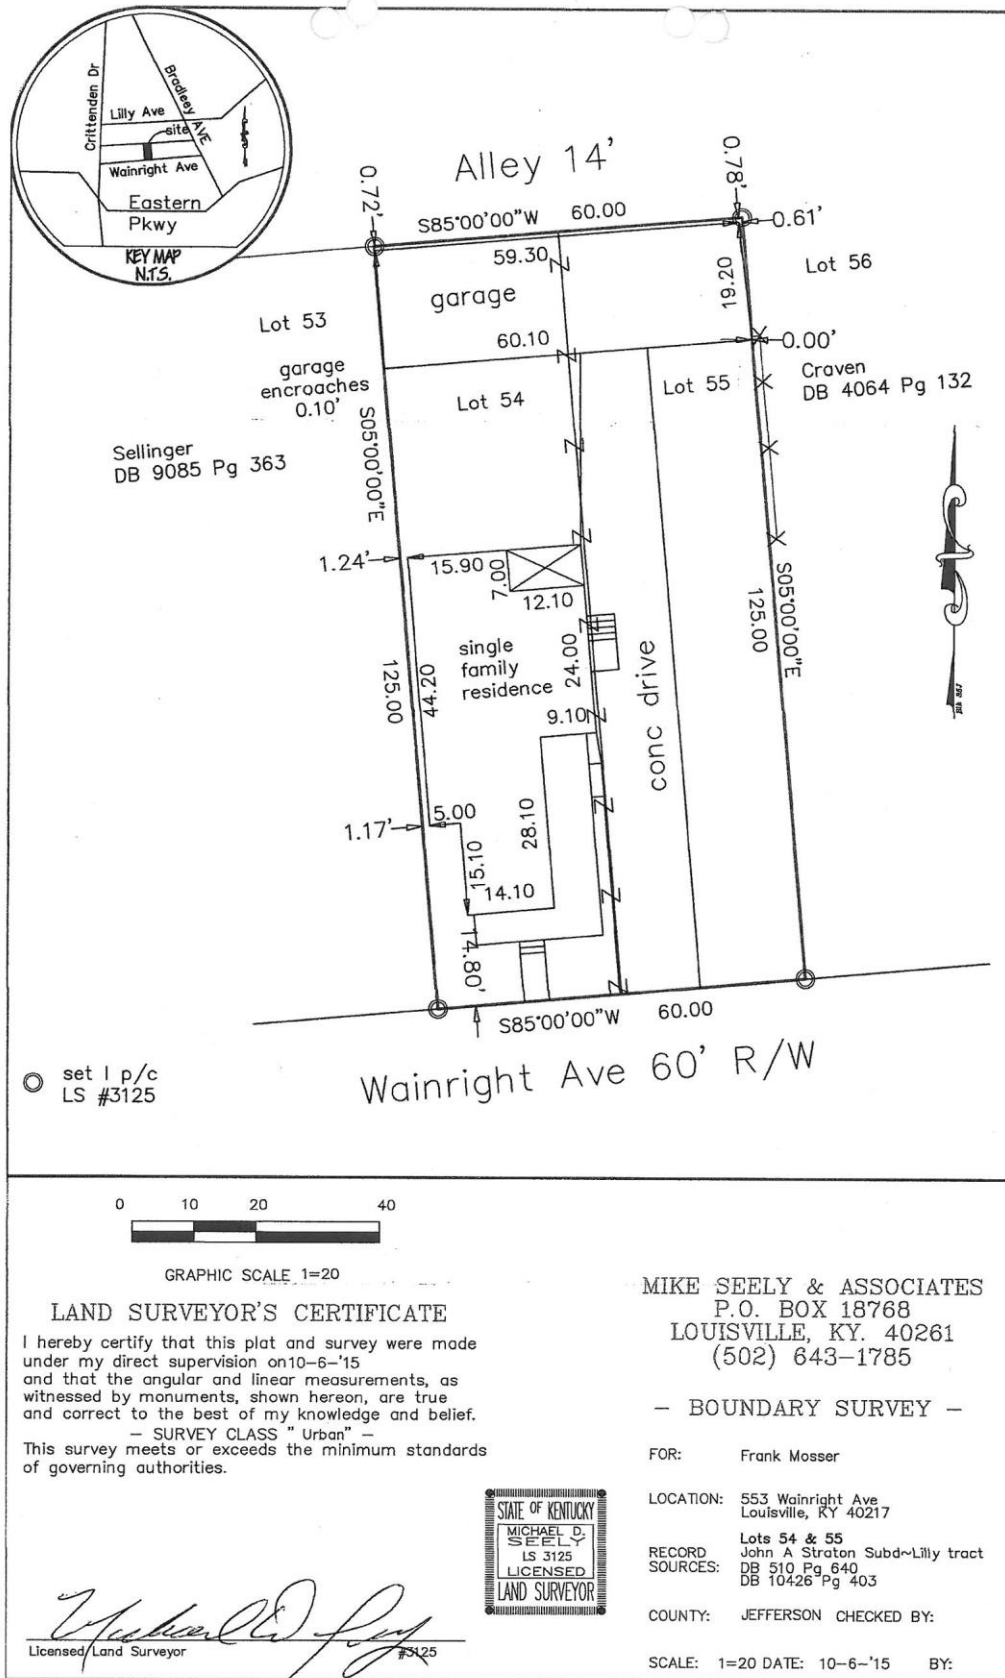 Crittenden Dr
Bradleey AVE
Lilly Ave
site
Wainright Ave
Eastern
Pkwy
KEY MAP
N.T.S.
Alley 14'
0.72'
S85°00'00"W 60.00
0.78'
0.61'
59.30
garage
19.20
Lot 56
Lot 53
60.10
0.00'
garage
encroaches
0.10'
Lot 54
Lot 55
Craven
DB 4064 Pg 132
S05°00'00"E
Sellinger
DB 9085 Pg 363
1.24'
15.90
7.00
12.10
S05°00'00"E
125.00
single
family
residence
24.00
125.00
44.20
9.10
conc drive
28.10
5.00
1.17'
15.10
14.10
14.80'
S85°00'00"W 60.00
Wainright Ave 60' R/W
set I p/c
LS #3125
0 10 20 40
GRAPHIC SCALE 1=20
LAND SURVEYOR'S CERTIFICATE
I hereby certify that this plat and survey were made
under my direct supervision on10-6-'15
and that the angular and linear measurements, as
witnessed by monuments, shown hereon, are true
and correct to the best of my knowledge and belief.
- SURVEY CLASS " Urban" -
This survey meets or exceeds the minimum standards
of governing authorities.
Licensed Land Surveyor #3125
STATE OF KENTUCKY
MICHAEL D.
SEELY
LS 3125
LICENSED
LAND SURVEYOR
MIKE SEELY & ASSOCIATES
P.O. BOX 18768
LOUISVILLE, KY. 40261
(502) 643-1785
- BOUNDARY SURVEY -
FOR: Frank Mosser
LOCATION: 553 Wainright Ave
Louisville, KY 40217
Lots 54 & 55
RECORD John A Straton Subd~Lilly tract
SOURCES: DB 510 Pg 640
DB 10426 Pg 403
COUNTY: JEFFERSON CHECKED BY:
SCALE: 1=20 DATE: 10-6-'15 BY: